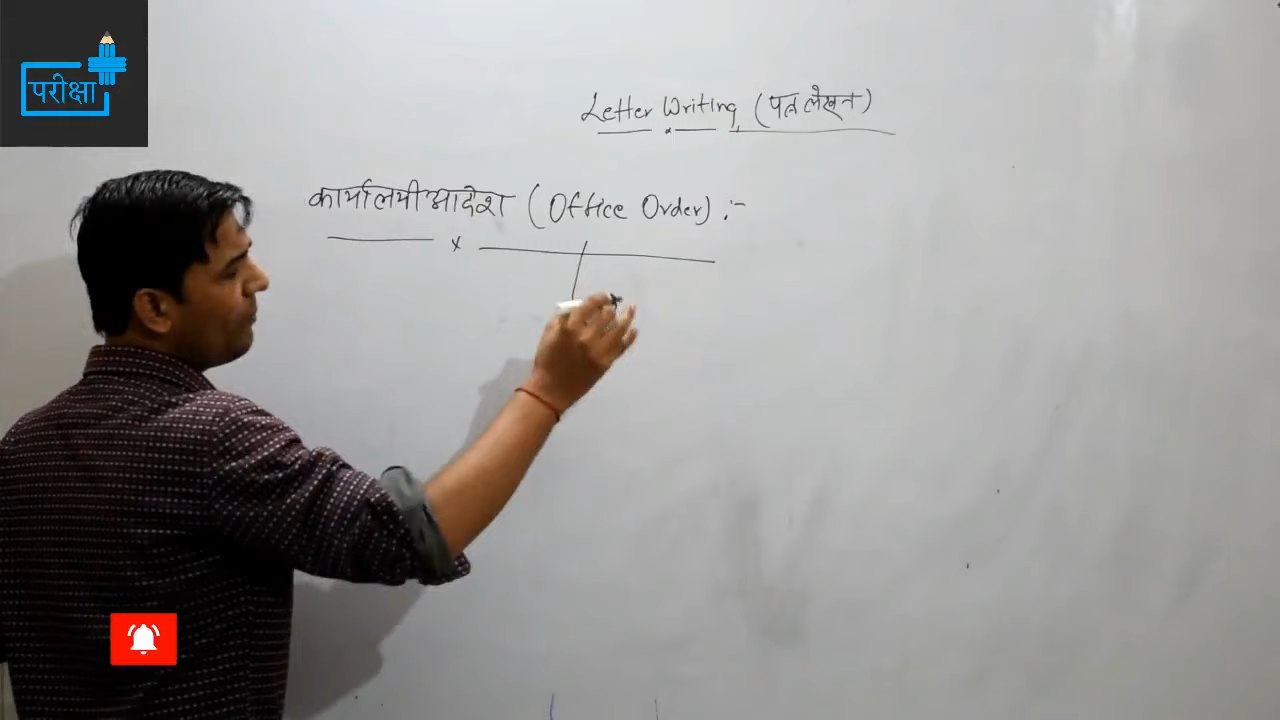 परीक्षा
Letter Writing (पत्र लेखन)
कार्यालयी आदेश (Office Order) :-